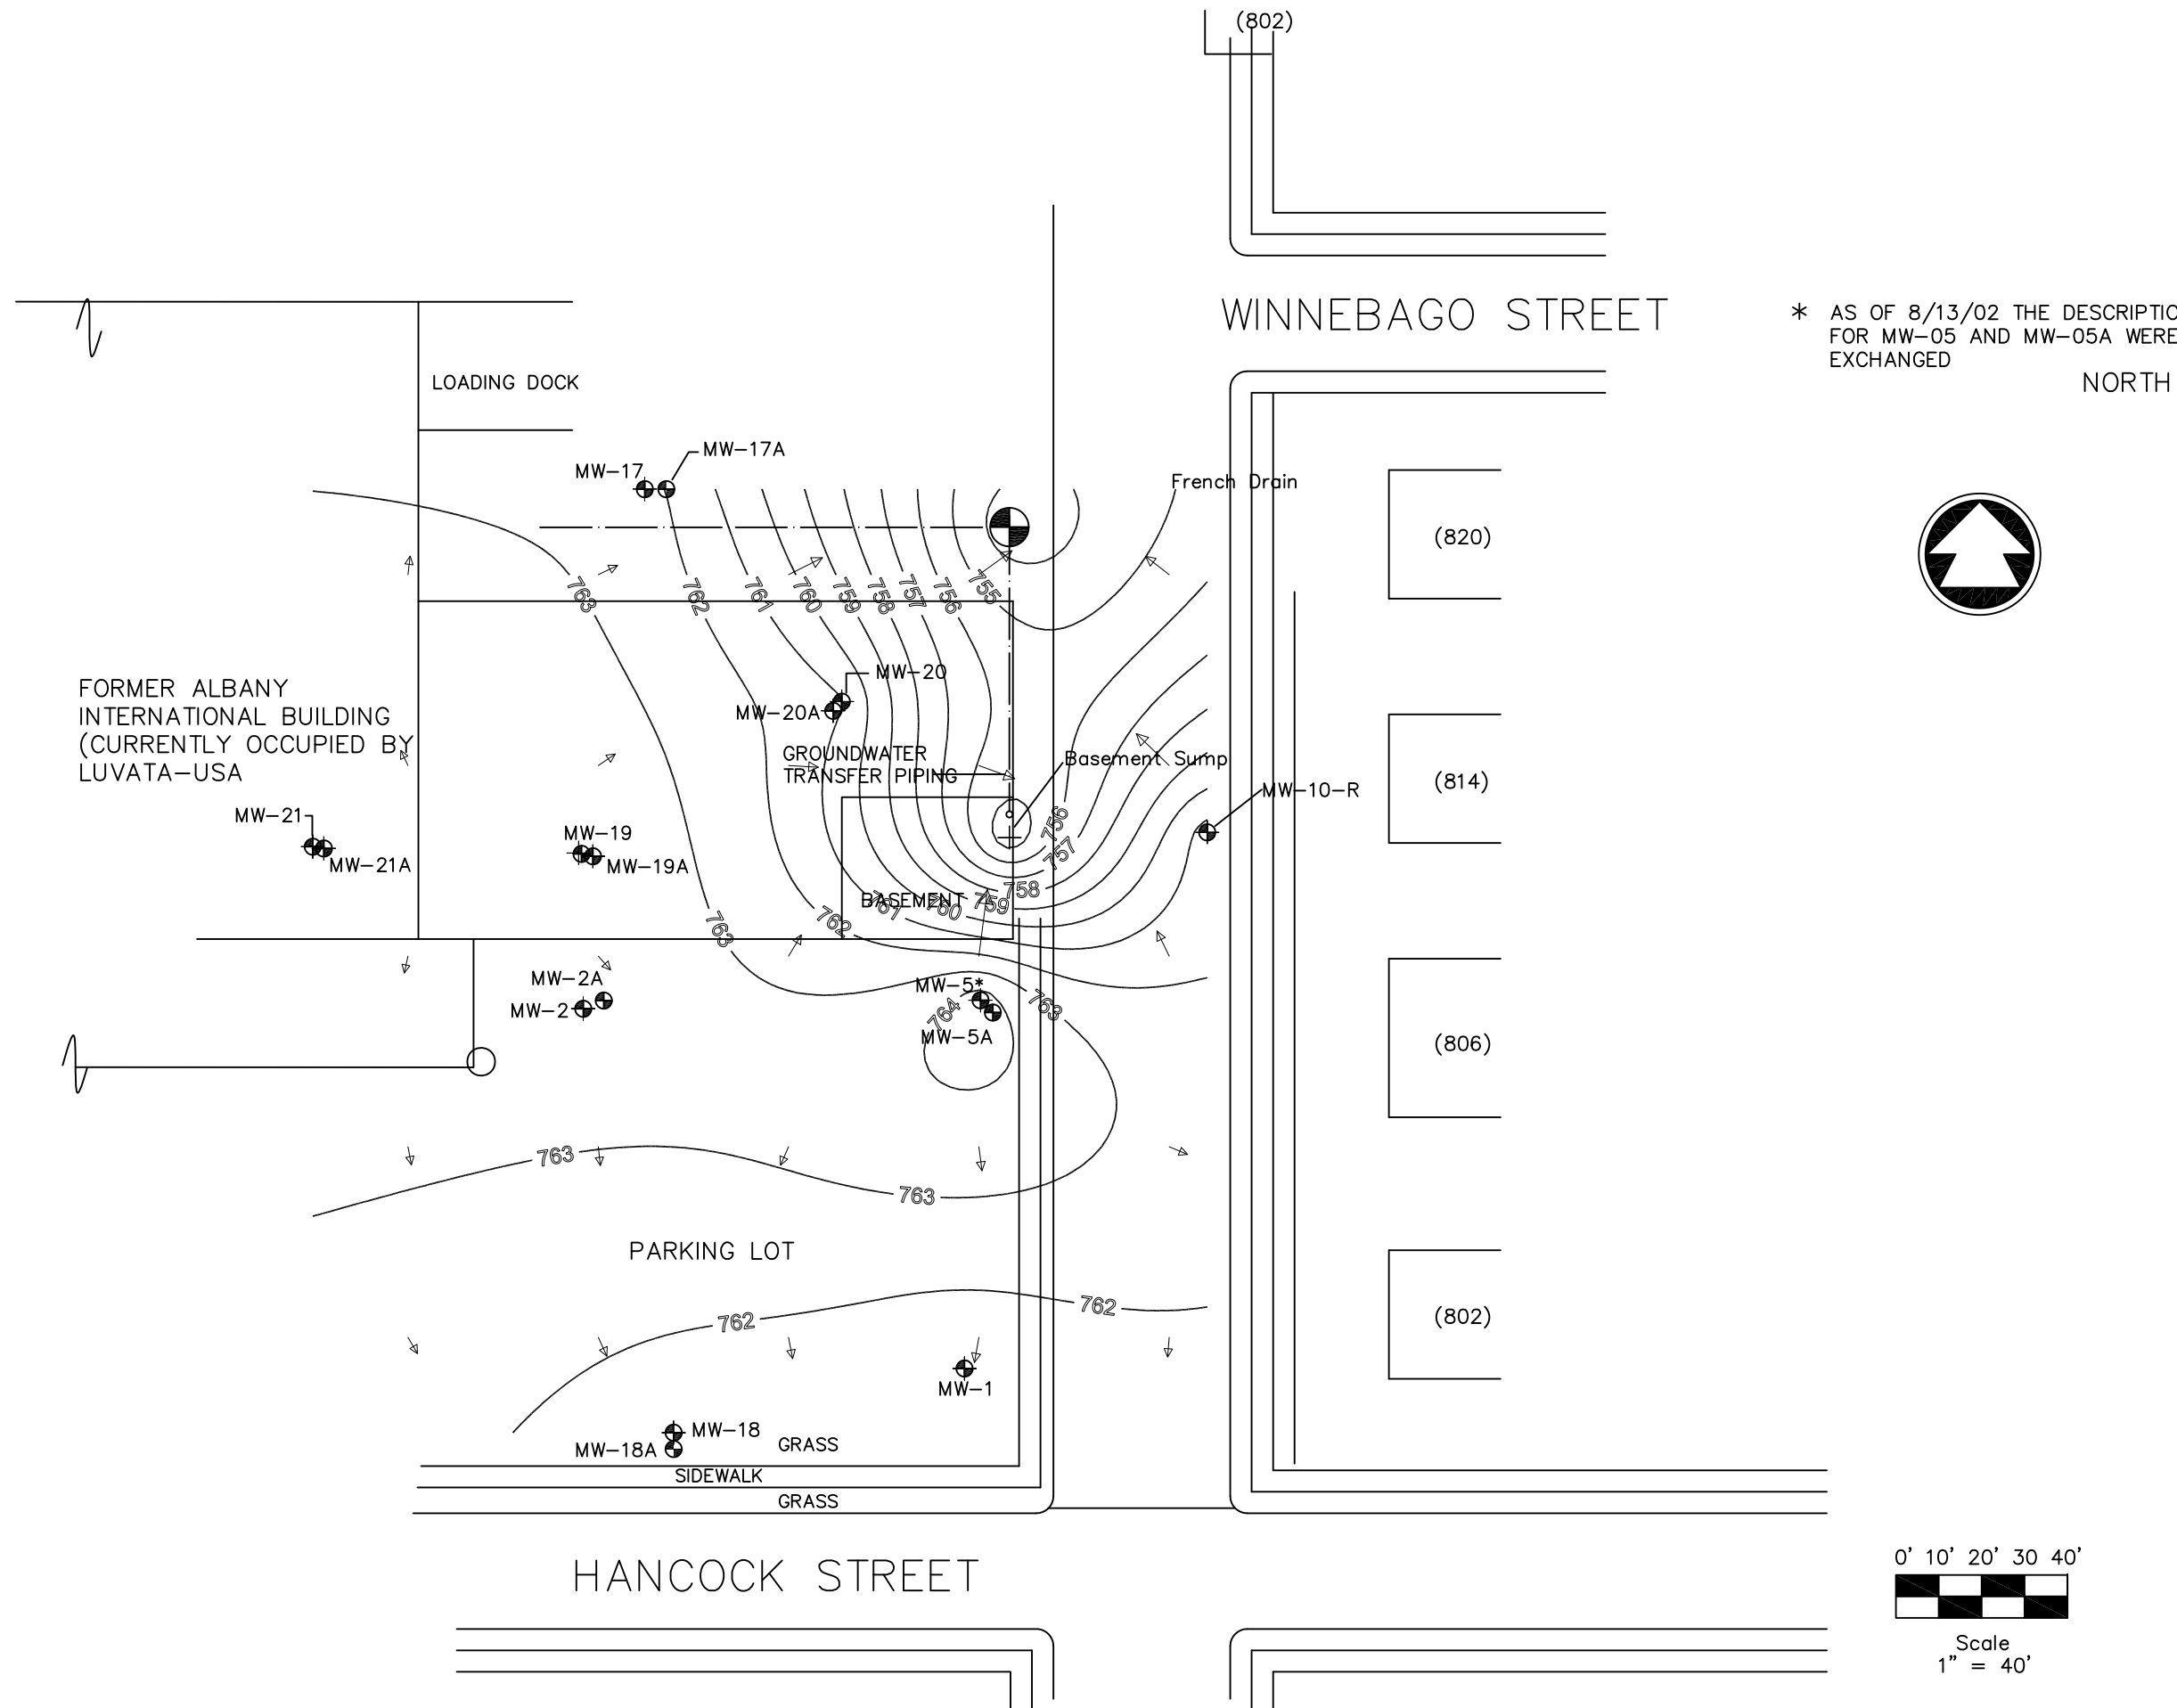 (802)
WINNEBAGO STREET
* AS OF 8/13/02 THE DESCRIPTIO
FOR MW-05 AND MW-05A WERE
EXCHANGED
NORTH
LOADING DOCK
MW-17A
MW-17
French Drain
(820)
763
762
761
760
759
758
757
756
755
FORMER ALBANY
INTERNATIONAL BUILDING
(CURRENTLY OCCUPIED BY
LUVATA-USA
MW-20
MW-20A
GROUNDWATER
TRANSFER PIPING
Basement Sump
(814)
MW-10-R
MW-21
MW-21A
MW-19
MW-19A
756
757
758
759
760
761
762
763
BASEMENT
MW-2A
MW-2
MW-5*
764
763
MW-5A
(806)
763
763
PARKING LOT
762
762
(802)
MW-1
MW-18
MW-18A
GRASS
SIDEWALK
GRASS
HANCOCK STREET
0' 10' 20' 30 40'
Scale
1" = 40'